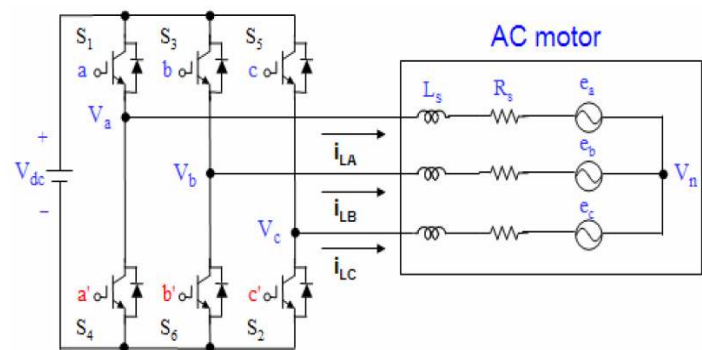 S1 S3 S5
AC motor
a b c
Ls Rs ea
Va
iLA
+
Vdc
−
Vb
eb
Vn
iLB
Vc
ec
iLC
a' b' c'
S4 S6 S2